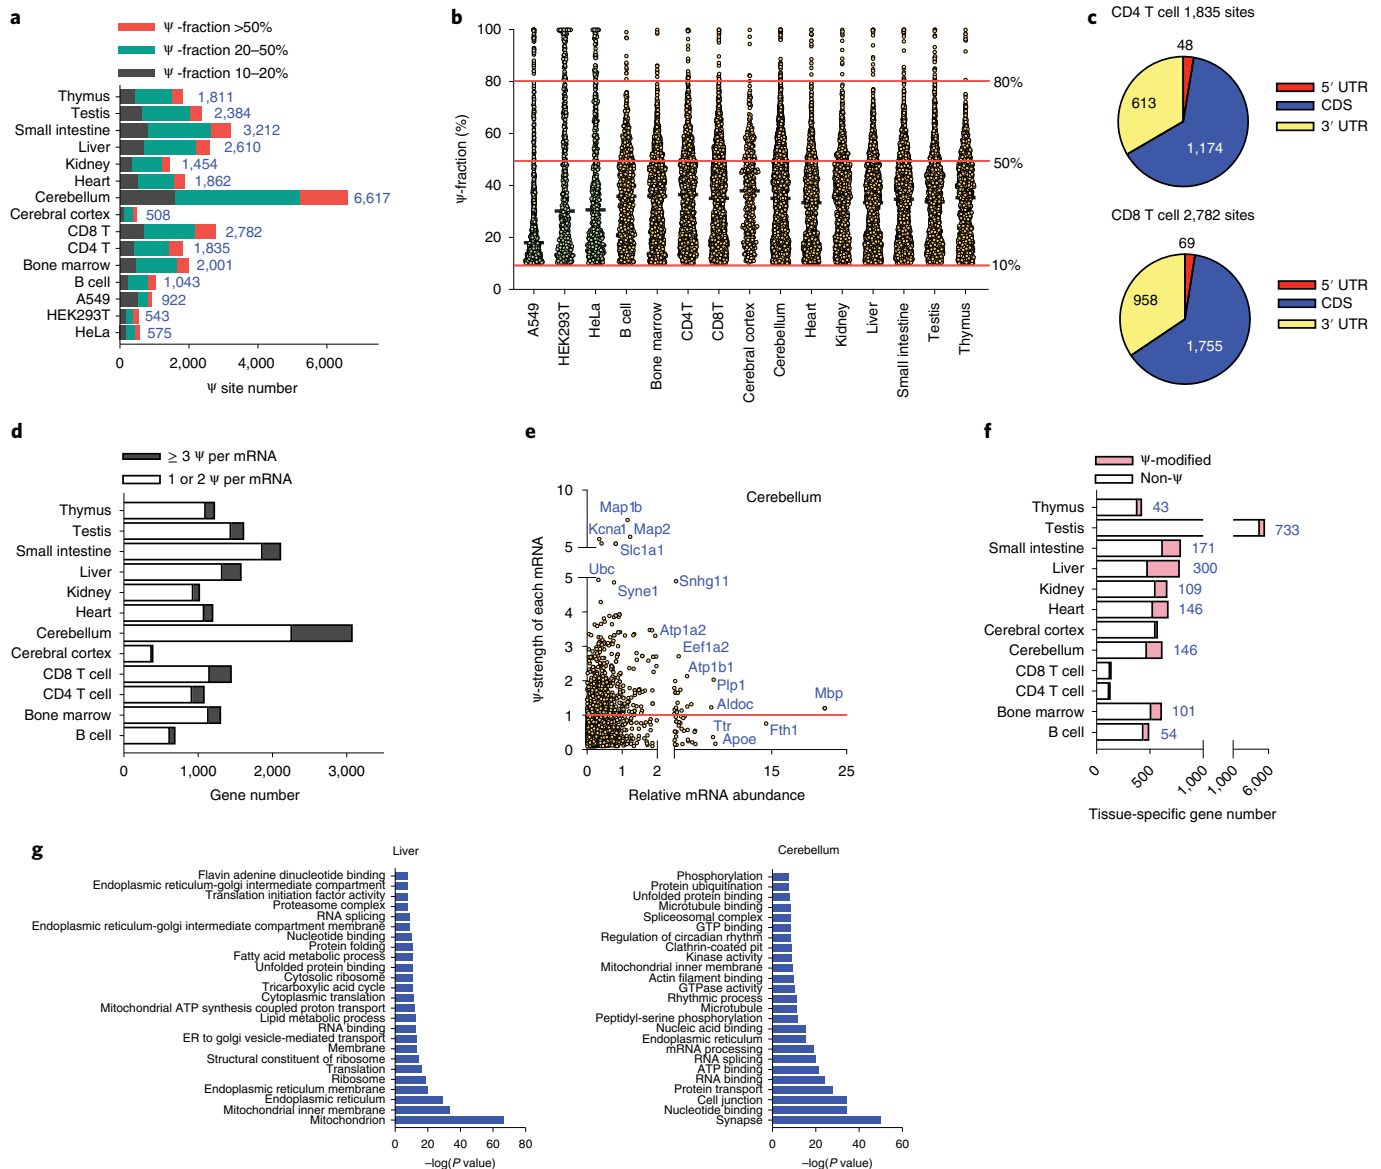 a
Ψ -fraction >50%
Ψ -fraction 20–50%
Ψ -fraction 10–20%
Thymus 1,811
Testis 2,384
Small intestine 3,212
Liver 2,610
Kidney 1,454
Heart 1,862
Cerebellum 6,617
Cerebral cortex 508
CD8 T 2,782
CD4 T 1,835
Bone marrow 2,001
B cell 1,043
A549 922
HEK293T 543
HeLa 575
0 2,000 4,000 6,000
Ψ site number
b
Ψ-fraction (%)
100
80
60
40
20
0
80%
50%
10%
A549
HEK293T
HeLa
B cell
Bone marrow
CD4T
CD8T
Cerebral cortex
Cerebellum
Heart
Kidney
Liver
Small intestine
Testis
Thymus
c
CD4 T cell 1,835 sites
48
613
1,174
5′ UTR
CDS
3′ UTR
CD8 T cell 2,782 sites
69
958
1,755
5′ UTR
CDS
3′ UTR
d
≥ 3 Ψ per mRNA
1 or 2 Ψ per mRNA
Thymus
Testis
Small intestine
Liver
Kidney
Heart
Cerebellum
Cerebral cortex
CD8 T cell
CD4 T cell
Bone marrow
B cell
0 1,000 2,000 3,000
Gene number
e
Cerebellum
Ψ-strength of each mRNA
10
5
5
4
3
2
1
0
Map1b
Kcna1 Map2
Slc1a1
Ubc
Syne1
Snhg11
Atp1a2
Eef1a2
Atp1b1
Plp1
Aldoc
Mbp
Ttr
Fth1
Apoe
0 1 2 15 25
Relative mRNA abundance
f
Ψ-modified
Non-Ψ
Thymus 43
Testis 733
Small intestine 171
Liver 300
Kidney 109
Heart 146
Cerebral cortex
Cerebellum 146
CD8 T cell
CD4 T cell
Bone marrow 101
B cell 54
0 500 1,000 1,000 6,000
Tissue-specific gene number
g
Liver
Flavin adenine dinucleotide binding
Endoplasmic reticulum-golgi intermediate compartment
Translation initiation factor activity
Proteasome complex
RNA splicing
Endoplasmic reticulum-golgi intermediate compartment membrane
Nucleotide binding
Protein folding
Fatty acid metabolic process
Unfolded protein binding
Cytosolic ribosome
Tricarboxylic acid cycle
Cytoplasmic translation
Mitochondrial ATP synthesis coupled proton transport
Lipid metabolic process
RNA binding
ER to golgi vesicle-mediated transport
Membrane
Structural constituent of ribosome
Translation
Ribosome
Endoplasmic reticulum membrane
Endoplasmic reticulum
Mitochondrial inner membrane
Mitochondrion
0 20 40 60 80
–log(P value)
Cerebellum
Phosphorylation
Protein ubiquitination
Unfolded protein binding
Microtubule binding
Spliceosomal complex
GTP binding
Regulation of circadian rhythm
Clathrin-coated pit
Kinase activity
Mitochondrial inner membrane
Actin filament binding
GTPase activity
Rhythmic process
Microtubule
Peptidyl-serine phosphorylation
Nucleic acid binding
Endoplasmic reticulum
mRNA processing
RNA splicing
ATP binding
RNA binding
Protein transport
Cell junction
Nucleotide binding
Synapse
0 20 40 60
–log(P value)